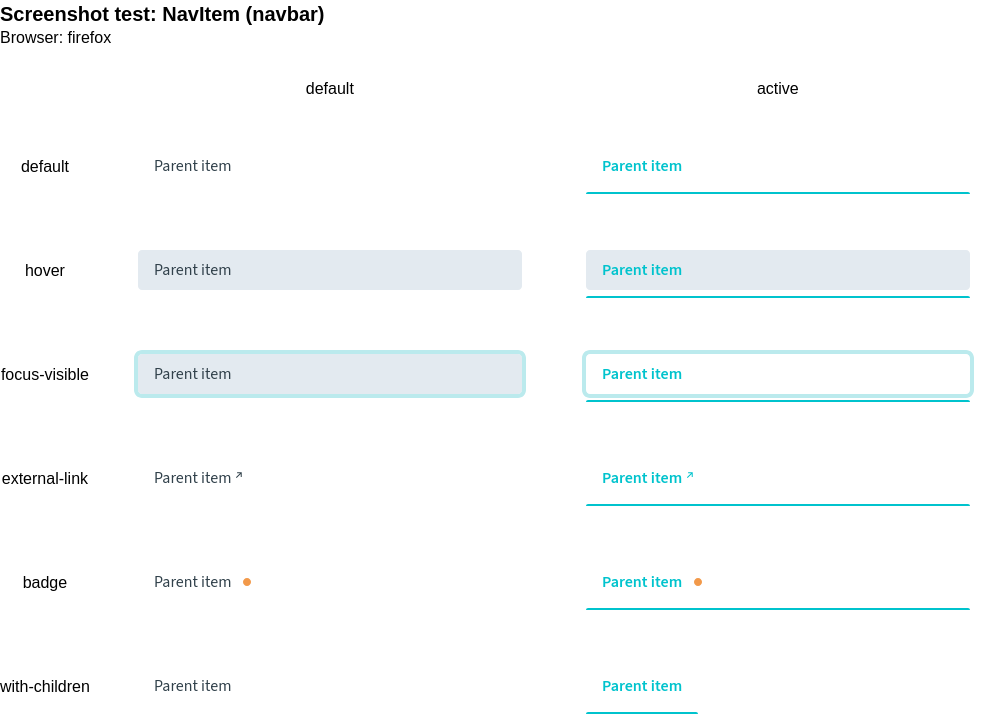 Screenshot test: NavItem (navbar)
Browser: firefox
default active
default Parent item Parent item
hover Parent item Parent item
focus-visible Parent item Parent item
external-link Parent item ↗ Parent item ↗
badge Parent item Parent item
with-children Parent item Parent item